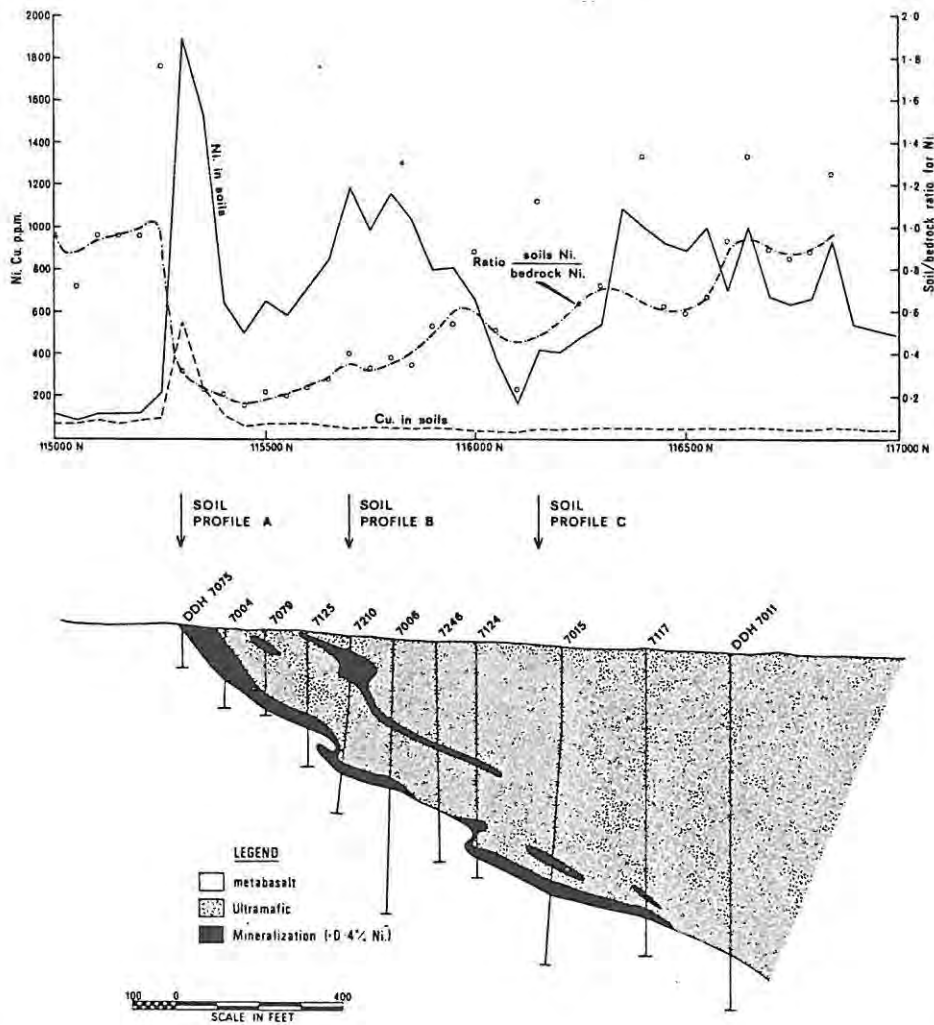 2000
1800
1600
1400
1200
1000
800
600
400
200
Ni, Cu p.p.m.
2·0
1·8
1·6
1·4
1·2
1·0
0·8
0·6
0·4
0·2
Soil/bedrock ratio for Ni.
Ni. in soils
Ratio soils Ni. / bedrock Ni.
Cu. in soils
115000 N
115500 N
116000 N
116500 N
117000 N
SOIL PROFILE A
SOIL PROFILE B
SOIL PROFILE C
DDH 7075
7004
7079
7125
7210
7006
7246
7124
7015
7117
DDH 7011
LEGEND
metabasalt
Ultramafic
Mineralization (·0·4% Ni.)
100 0 400
SCALE IN FEET